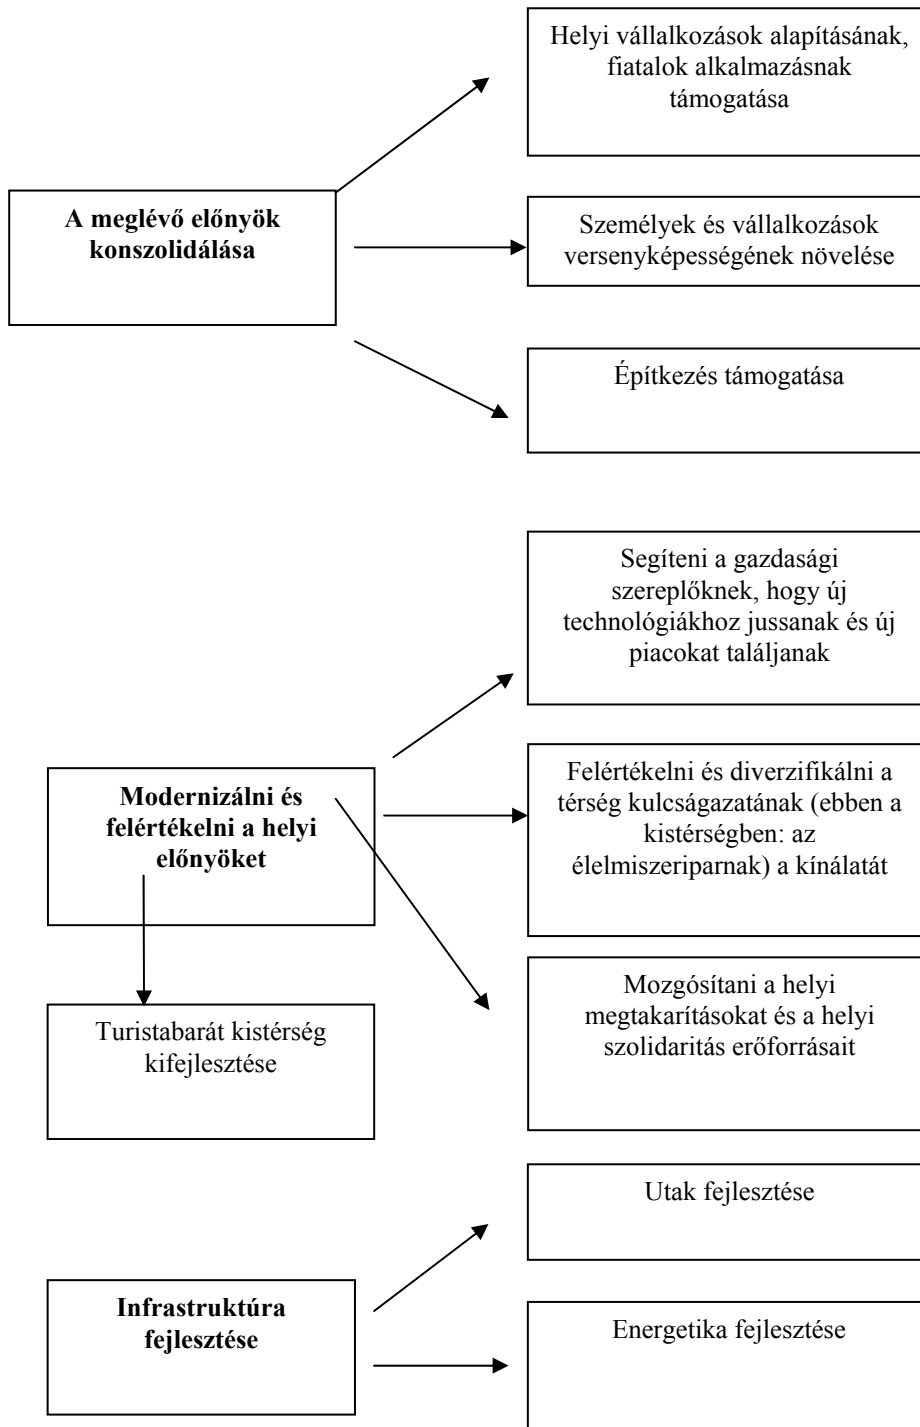 Helyi vállalkozások alapításának,
fiatalok alkalmazásnak
támogatása
A meglévő előnyök
konszolidálása
Személyek és vállalkozások
versenyképességének növelése
Építkezés támogatása
Segíteni a gazdasági
szereplőknek, hogy új
technológiákhoz jussanak és új
piacokat találjanak
Modernizálni és
felértékelni a helyi
előnyöket
Felértékelni és diverzifikálni a
térség kulcságazatának (ebben a
kistérségben: az
élelmiszeriparnak) a kínálatát
Mozgósítani a helyi
megtakarításokat és a helyi
szolidaritás erőforrásait
Turistabarát kistérség
kifejlesztése
Utak fejlesztése
Infrastruktúra
fejlesztése
Energetika fejlesztése